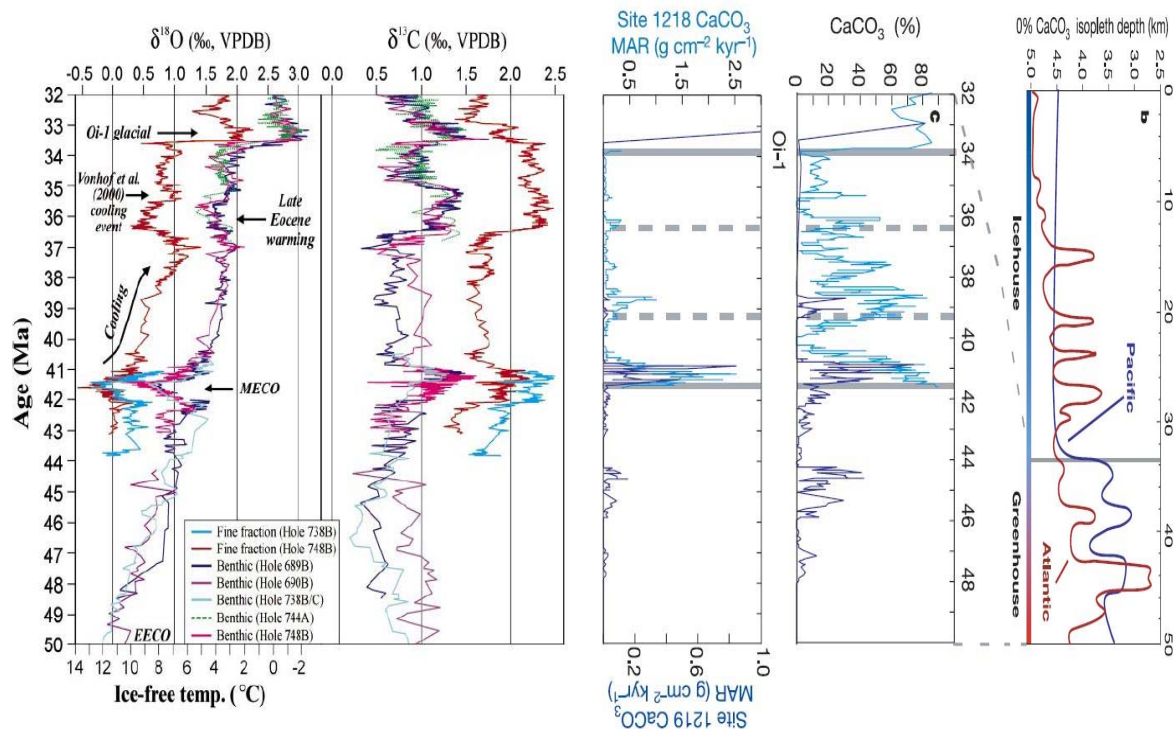 δ¹⁸O (‰, VPDB)
-0.5 0.0 0.5 1.0 1.5 2.0 2.5 3.0
δ¹³C (‰, VPDB)
0.0 0.5 1.0 1.5 2.0 2.5
Site 1218 CaCO₃
MAR (g cm⁻² kyr⁻¹)
0.5 1.5 2.5
CaCO₃ (%)
0 20 40 60 80
0% CaCO₃ isopleth depth (km)
5.0 4.5 4.0 3.5 3.0 2.5 2.0
Age (Ma)
32
33
34
35
36
37
38
39
40
41
42
43
44
45
46
47
48
49
50
Oi-1 glacial
Vonhof et al.
(2000)
cooling
event
Late
Eocene
warming
Cooling
MECO
EECO
Fine fraction (Hole 738B)
Fine fraction (Hole 748B)
Benthic (Hole 689B)
Benthic (Hole 690B)
Benthic (Hole 738B/C)
Benthic (Hole 744A)
Benthic (Hole 748B)
14 12 10 8 6 4 2 0 -2
Ice-free temp. (°C)
Oi-1
0.2 0.6 1.0
Site 1219 CaCO₃
MAR (g cm⁻² kyr⁻¹)
c
32
34
36
38
40
42
44
46
48
b
Icehouse
Greenhouse
Pacific
Atlantic
0
10
20
30
40
50